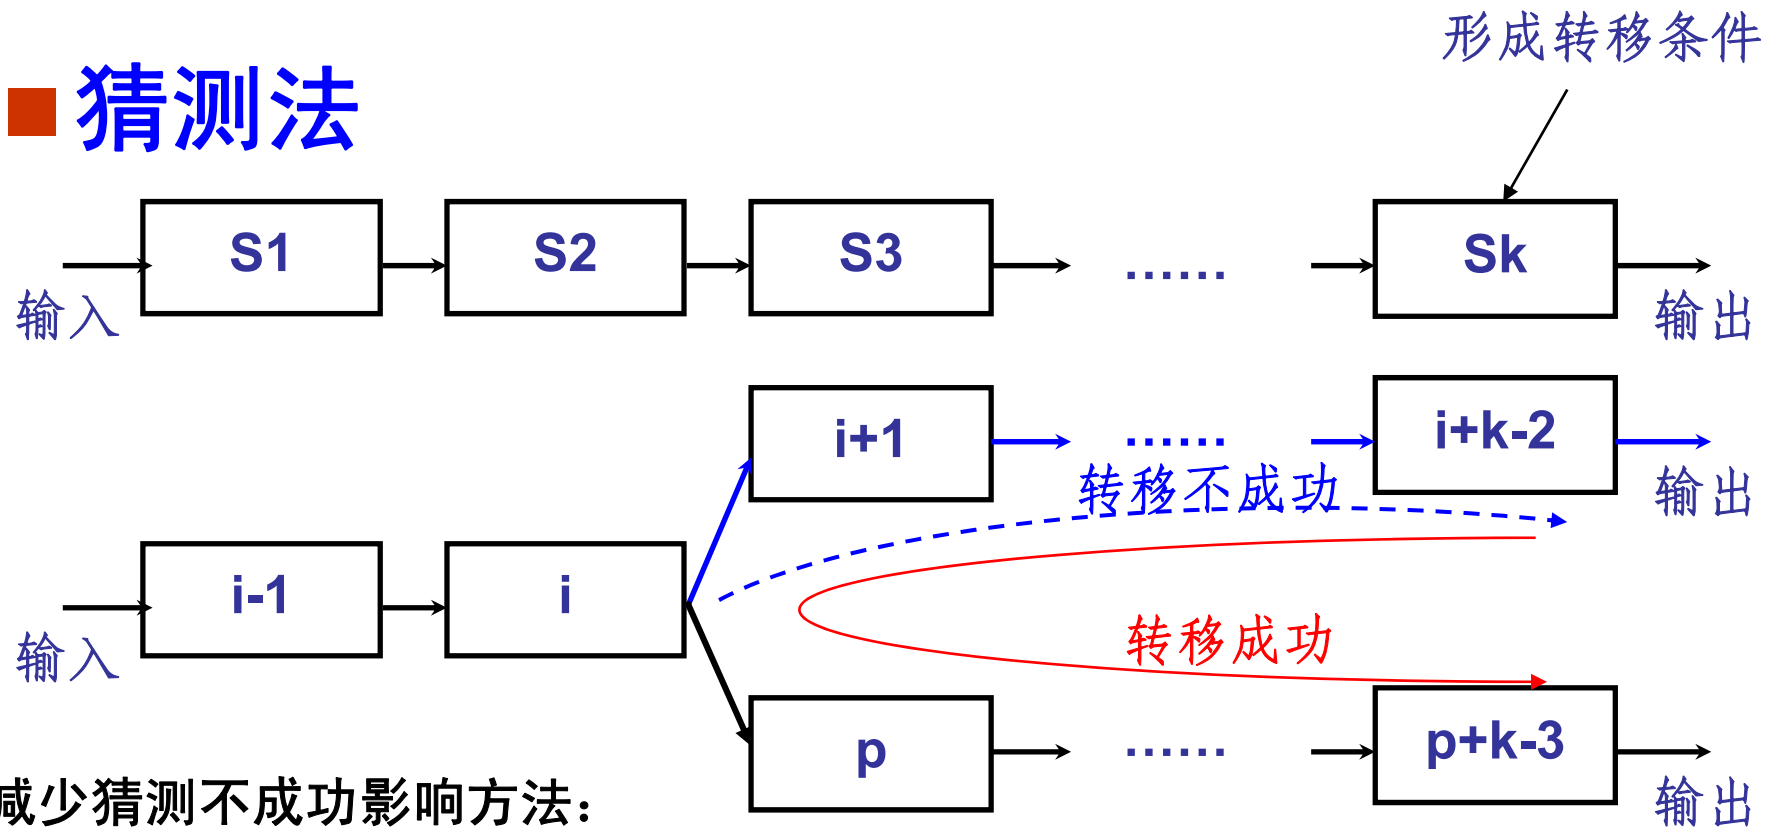 形成转移条件
猜测法
S1 S2 S3 …… Sk
输入 输出
i+1 …… i+k-2
转移不成功
输出
i-1 i
输入
转移成功
p …… p+k-3
输出
减少猜测不成功影响方法：